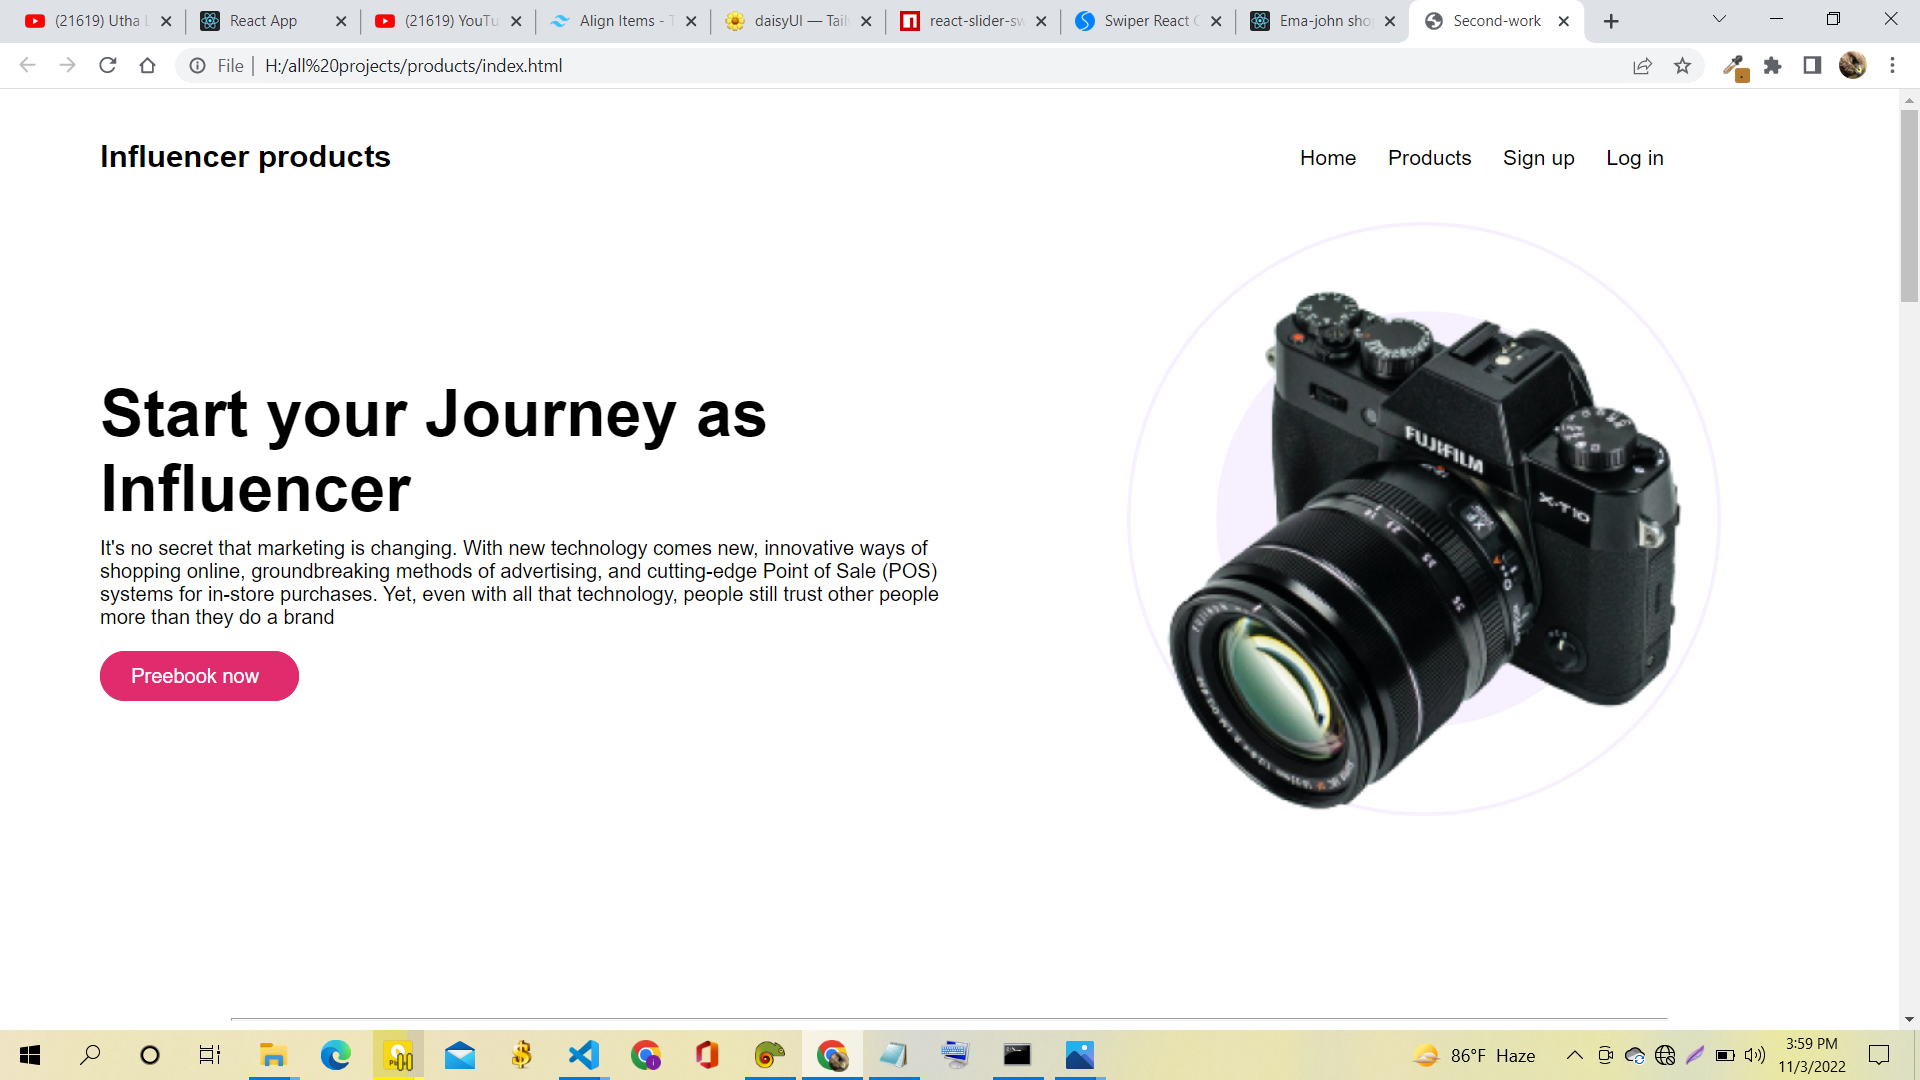 (21619) Utha
React App
(21619) YouTu
Align Items - T
daisyUI — Tail
react-slider-sw
Swiper React C
Ema-john sho
Second-work
File
H:/all%20projects/products/index.html
Influencer products
Home
Products
Sign up
Log in
Start your Journey as
Influencer
It's no secret that marketing is changing. With new technology comes new, innovative ways of
shopping online, groundbreaking methods of advertising, and cutting-edge Point of Sale (POS)
systems for in-store purchases. Yet, even with all that technology, people still trust other people
more than they do a brand
Preebook now
FUJIFILM
X-T10
86°F Haze
3:59 PM
11/3/2022